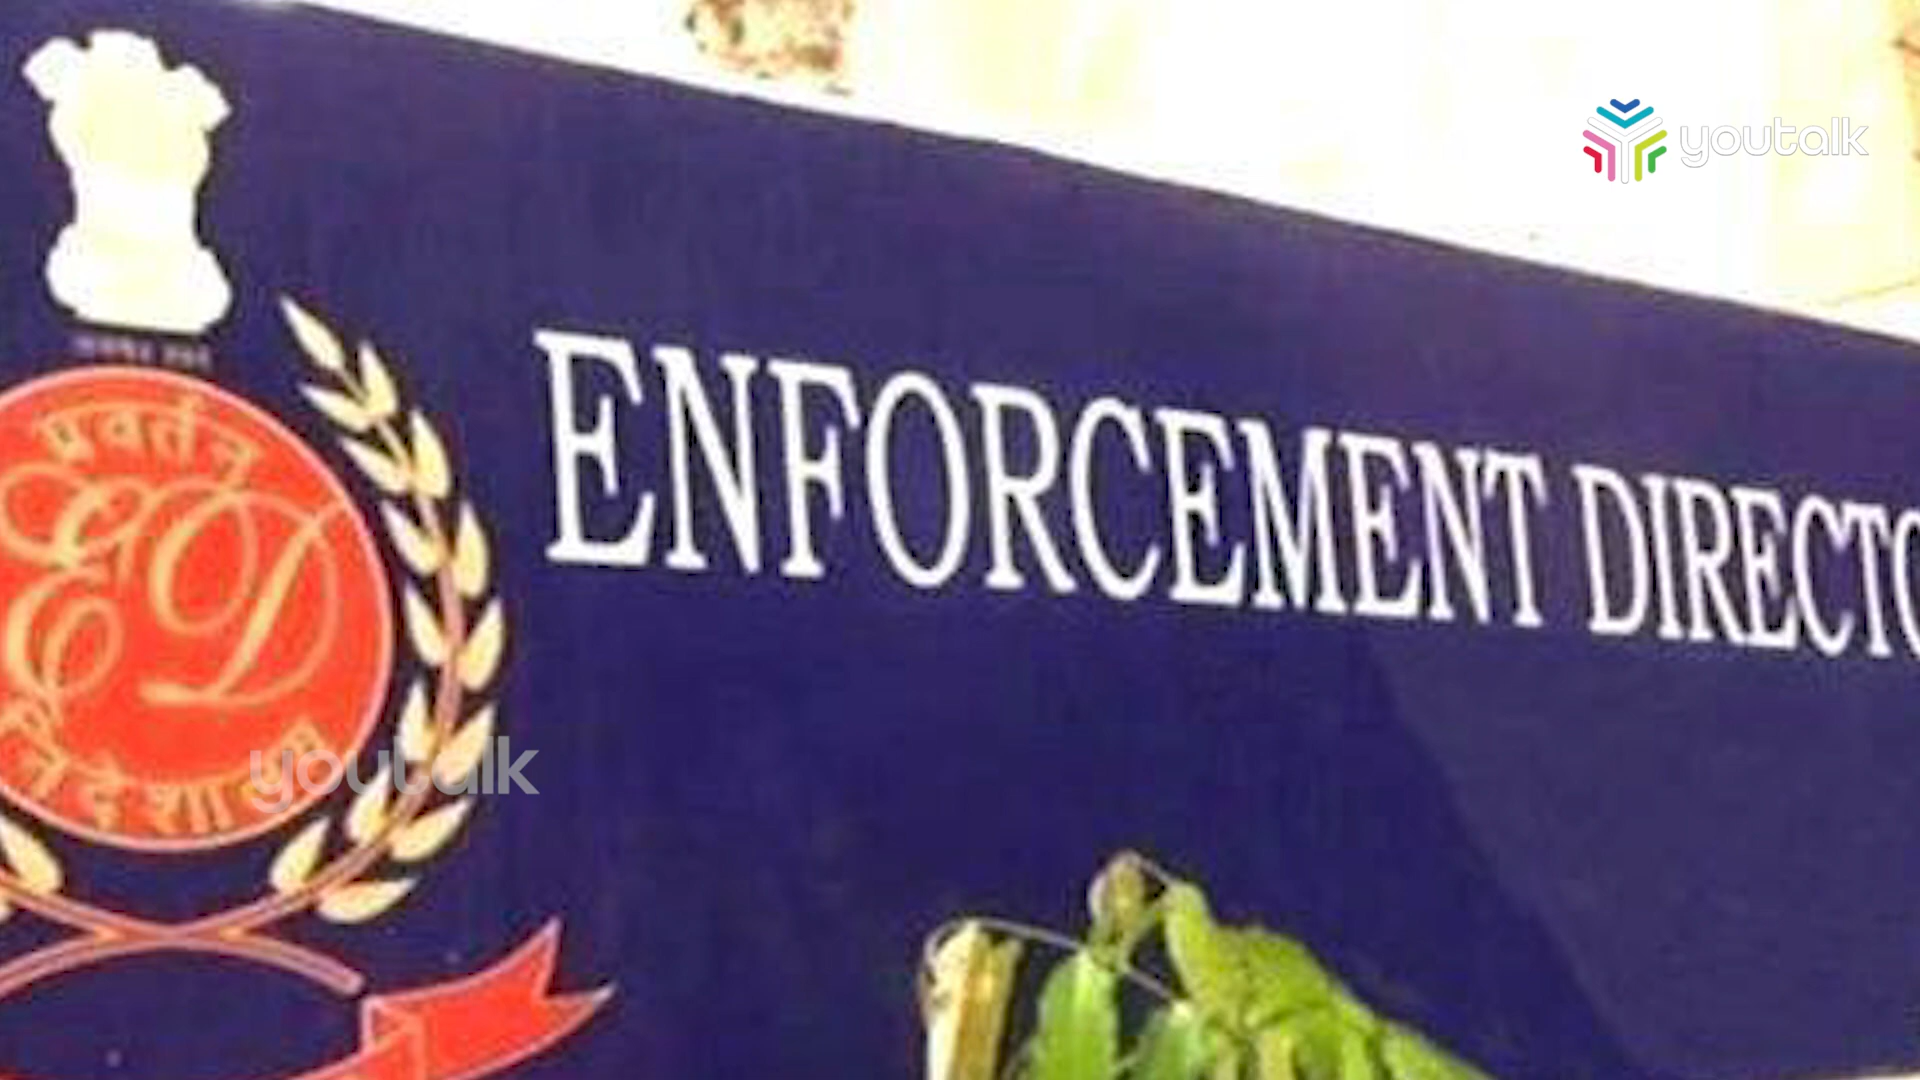 youtalk
ENFORCEMENT DIRECTO
प्रवर्तन
ED
youtalk